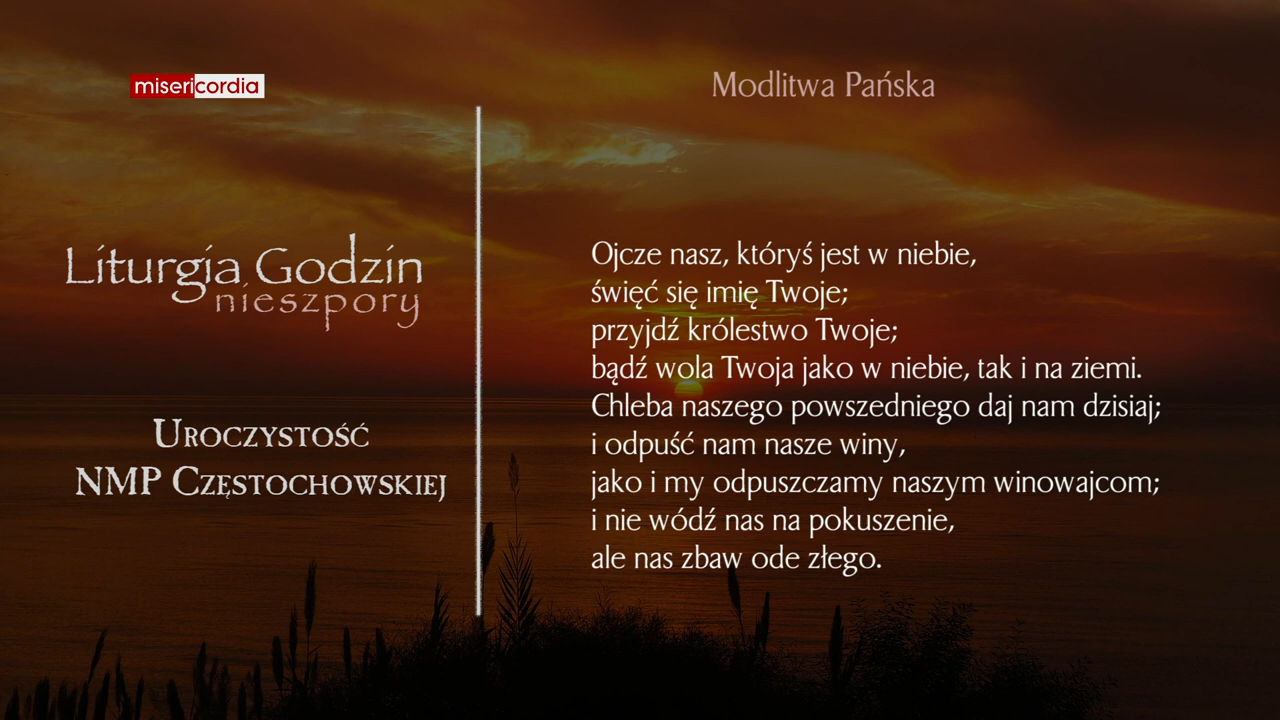 misericordia
Modlitwa Pańska
Liturgia Godzin
nieszpory
Uroczystość
NMP Częstochowskiej
Ojcze nasz, któryś jest w niebie,
święć się imię Twoje;
przyjdź królestwo Twoje;
bądź wola Twoja jako w niebie, tak i na ziemi.
Chleba naszego powszedniego daj nam dzisiaj;
i odpuść nam nasze winy,
jako i my odpuszczamy naszym winowajcom;
i nie wódź nas na pokuszenie,
ale nas zbaw ode złego.